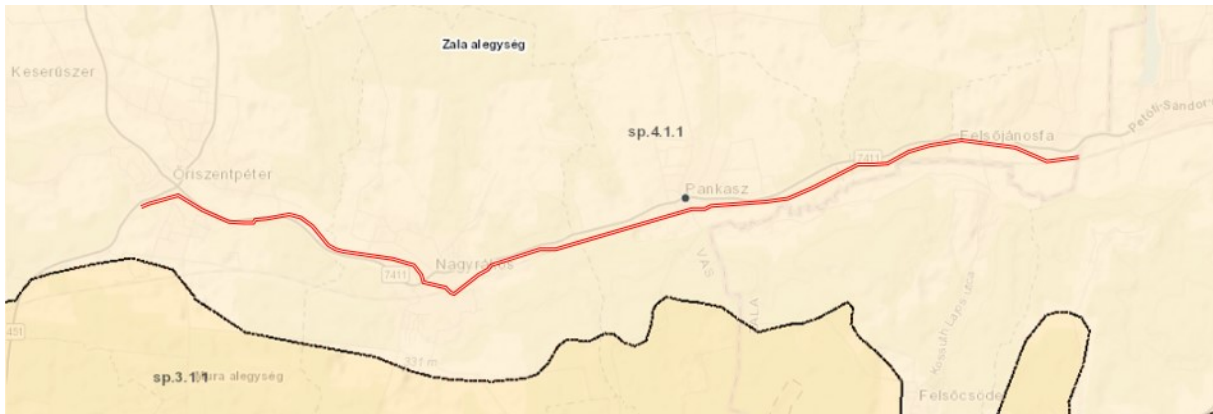 Zala alegység
Keserűszer
Petőfi-Sándor-
sp.4.1.1
Felsőjánosfa
7411
Őriszentpéter
Pankasz
Nagyrákos
7411
VAS
ZALA
Kossuth Lajos utca
451
331 m
sp.3.1.1
Mura alegység
Felsőcsöde